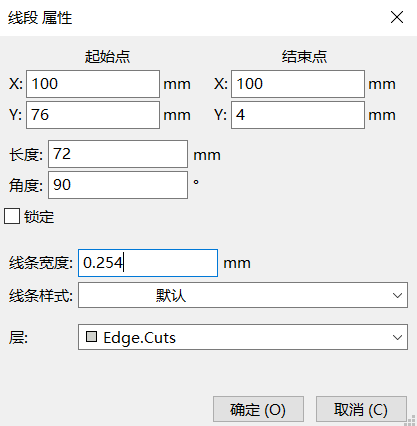 线段 属性
起始点 结束点
X: 100 mm X: 100 mm
Y: 76 mm Y: 4 mm
长度: 72 mm
角度: 90 °
锁定
线条宽度: 0.254 mm
线条样式: 默认
层: Edge.Cuts
确定 (O) 取消 (C)